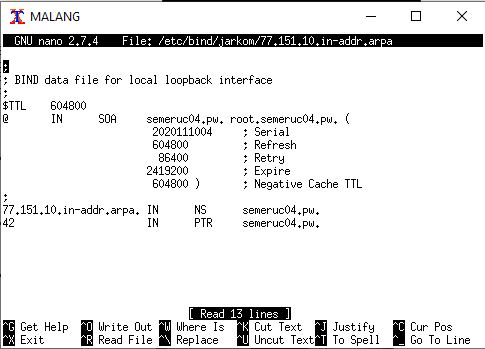 MALANG
GNU nano 2.7.4 File: /etc/bind/jarkom/77.151.10.in-addr.arpa
;
; BIND data file for local loopback interface
;
$TTL 604800
@ IN SOA semeruc04.pw. root.semeruc04.pw. (
2020111004 ; Serial
604800 ; Refresh
86400 ; Retry
2419200 ; Expire
604800 ) ; Negative Cache TTL
;
77.151.10.in-addr.arpa. IN NS semeruc04.pw.
42 IN PTR semeruc04.pw.
[ Read 13 lines ]
^G Get Help ^O Write Out ^W Where Is ^K Cut Text ^J Justify ^C Cur Pos
^X Exit ^R Read File ^\ Replace ^U Uncut Text ^T To Spell ^_ Go To Line